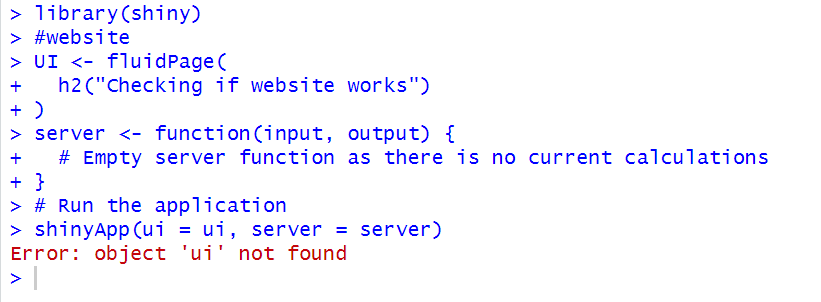 > library(shiny)
> #website
> UI <- fluidPage(
+   h2("Checking if website works")
+ )
> server <- function(input, output) {
+   # Empty server function as there is no current calculations
+ }
> # Run the application
> shinyApp(ui = ui, server = server)
Error: object 'ui' not found
>